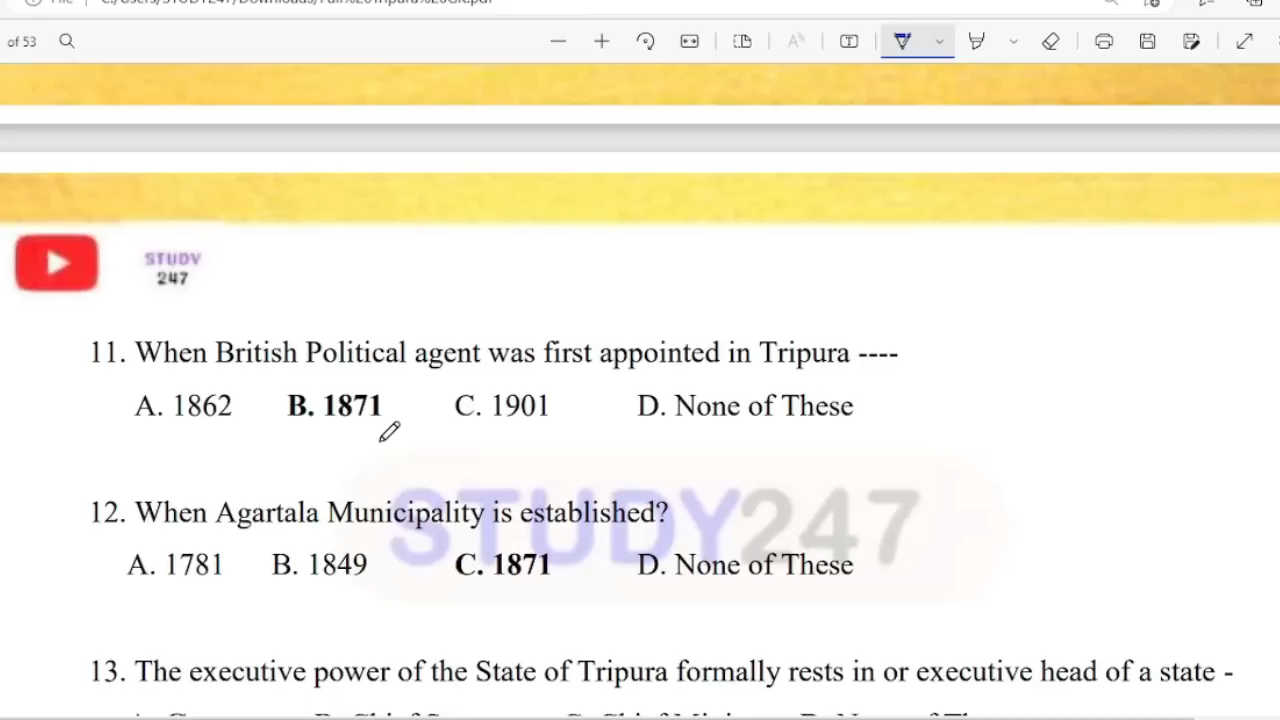 of 53
STUDY
247
11. When British Political agent was first appointed in Tripura ----
A. 1862 B. 1871 C. 1901 D. None of These
STUDY247
12. When Agartala Municipality is established?
A. 1781 B. 1849 C. 1871 D. None of These
13. The executive power of the State of Tripura formally rests in or executive head of a state -